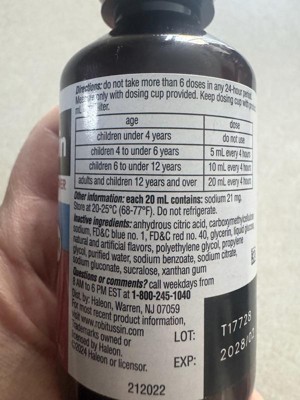 Directions: do not take more than 6 doses in any 24-hour period
Measure only with dosing cup provided. Keep dosing cup with
mL
age dose
children under 4 years do not use
children 4 to under 6 years 5 mL every 4 hours
children 6 to under 12 years 10 mL every 4 hours
adults and children 12 years and over 20 mL every 4 hours
Other information: each 20 mL contains: sodium 21 mg.
Store at 20-25°C (68-77°F). Do not refrigerate.
Inactive ingredients: anhydrous citric acid, carboxymethylcellulose
sodium, FD&C blue no. 1, FD&C red no. 40, glycerin, liquid glucose,
natural and artificial flavors, polyethylene glycol, propylene
glycol, purified water, sodium benzoate, sodium citrate,
sodium gluconate, sucralose, xanthan gum
Questions or comments? call weekdays from
8 AM to 6 PM EST at 1-800-245-1040
Dist. by: Haleon, Warren, NJ 07059
For most recent product information,
visit www.robitussin.com
Trademarks owned or
licensed by Haleon.
©2024 Haleon or licensor.
LOT: T17728
EXP: 2028/02
212022